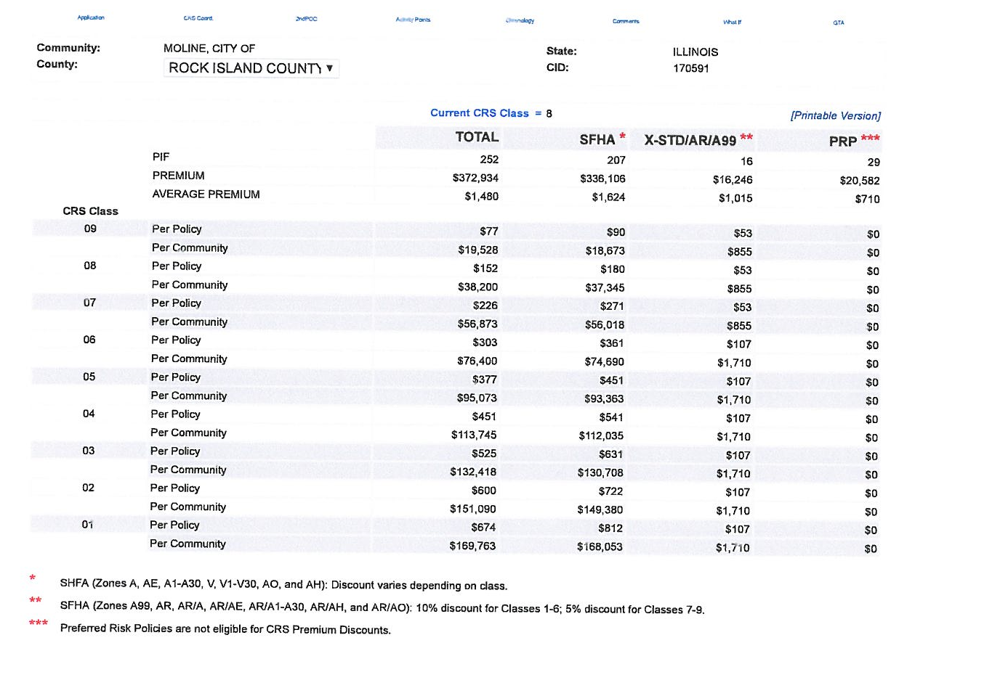 Application CRS Coord. 2ndPOC Activity Points Chronology Comments What If GTA
Community: MOLINE, CITY OF State: ILLINOIS
County: ROCK ISLAND COUNTY ▼ CID: 170591
Current CRS Class = 8 [Printable Version]
TOTAL SFHA * X-STD/AR/A99 ** PRP ***
PIF 252 207 16 29
PREMIUM $372,934 $336,106 $16,246 $20,582
AVERAGE PREMIUM $1,480 $1,624 $1,015 $710
CRS Class
09 Per Policy $77 $90 $53 $0
Per Community $19,528 $18,673 $855 $0
08 Per Policy $152 $180 $53 $0
Per Community $38,200 $37,345 $855 $0
07 Per Policy $226 $271 $53 $0
Per Community $56,873 $56,018 $855 $0
06 Per Policy $303 $361 $107 $0
Per Community $76,400 $74,690 $1,710 $0
05 Per Policy $377 $451 $107 $0
Per Community $95,073 $93,363 $1,710 $0
04 Per Policy $451 $541 $107 $0
Per Community $113,745 $112,035 $1,710 $0
03 Per Policy $525 $631 $107 $0
Per Community $132,418 $130,708 $1,710 $0
02 Per Policy $600 $722 $107 $0
Per Community $151,090 $149,380 $1,710 $0
01 Per Policy $674 $812 $107 $0
Per Community $169,763 $168,053 $1,710 $0
* SHFA (Zones A, AE, A1-A30, V, V1-V30, AO, and AH): Discount varies depending on class.
** SFHA (Zones A99, AR, AR/A, AR/AE, AR/A1-A30, AR/AH, and AR/AO): 10% discount for Classes 1-6; 5% discount for Classes 7-9.
*** Preferred Risk Policies are not eligible for CRS Premium Discounts.